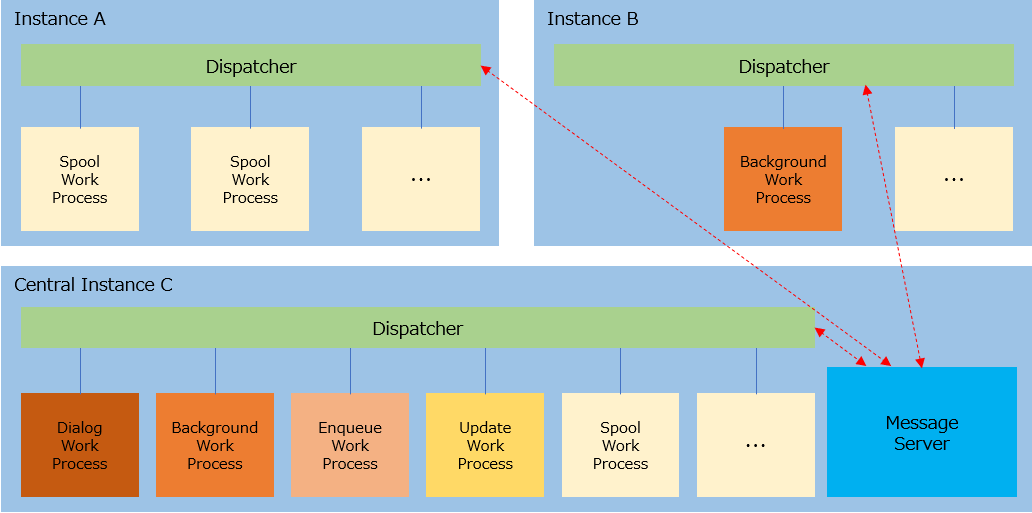 Instance A
Dispatcher
Spool
Work
Process
Spool
Work
Process
...
Instance B
Dispatcher
Background
Work
Process
...
Central Instance C
Dispatcher
Dialog
Work
Process
Background
Work
Process
Enqueue
Work
Process
Update
Work
Process
Spool
Work
Process
...
Message
Server